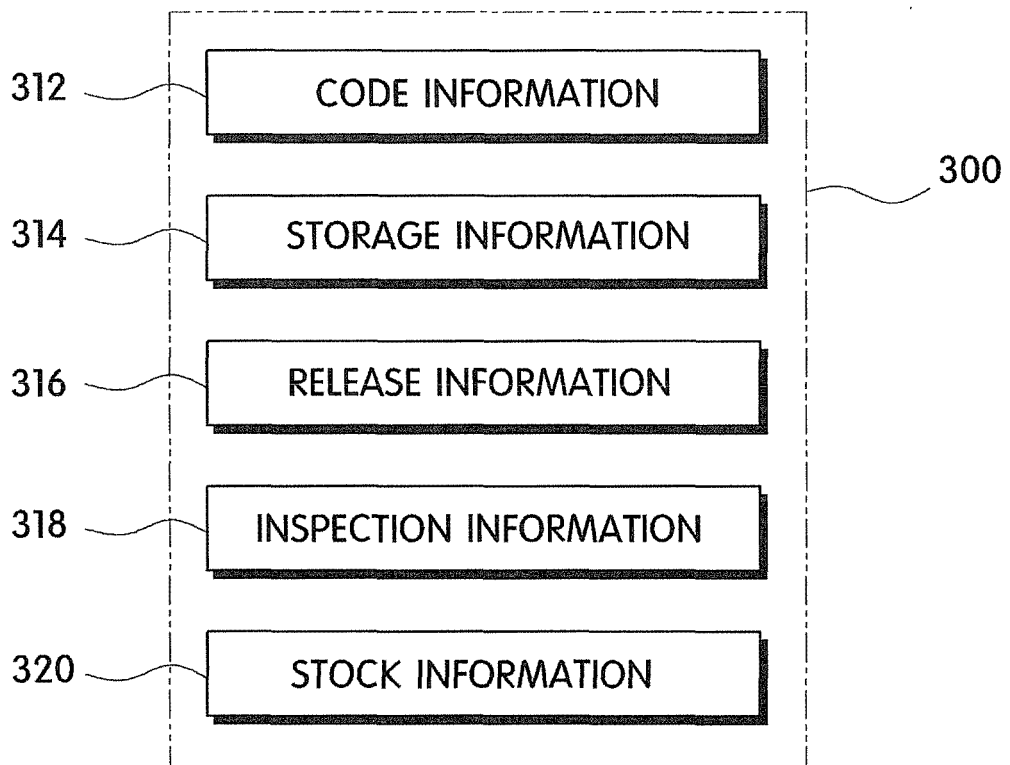 312 CODE INFORMATION
300
314 STORAGE INFORMATION
316 RELEASE INFORMATION
318 INSPECTION INFORMATION
320 STOCK INFORMATION